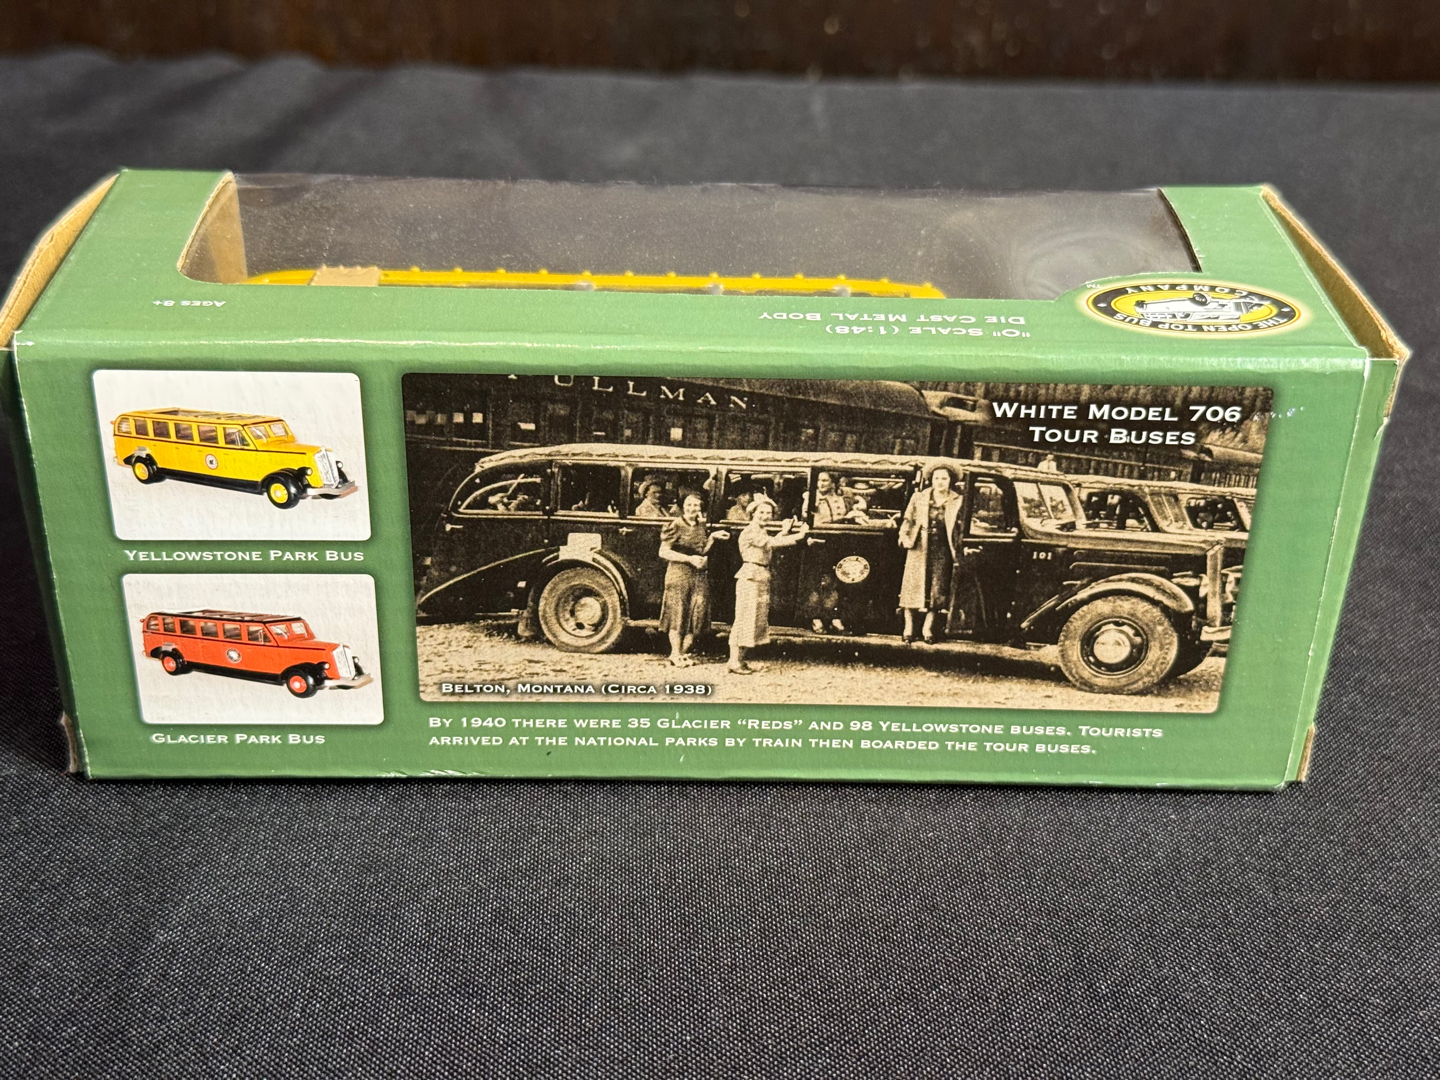 AGES 8+
"O" SCALE (1:48)
DIE CAST METAL BODY
THE OPEN TOP BUS
COMPANY
TM
PULLMAN
WHITE MODEL 706
TOUR BUSES
101
YELLOWSTONE PARK BUS
GLACIER PARK BUS
BELTON, MONTANA (CIRCA 1938)
BY 1940 THERE WERE 35 GLACIER “REDS” AND 98 YELLOWSTONE BUSES. TOURISTS
ARRIVED AT THE NATIONAL PARKS BY TRAIN THEN BOARDED THE TOUR BUSES.